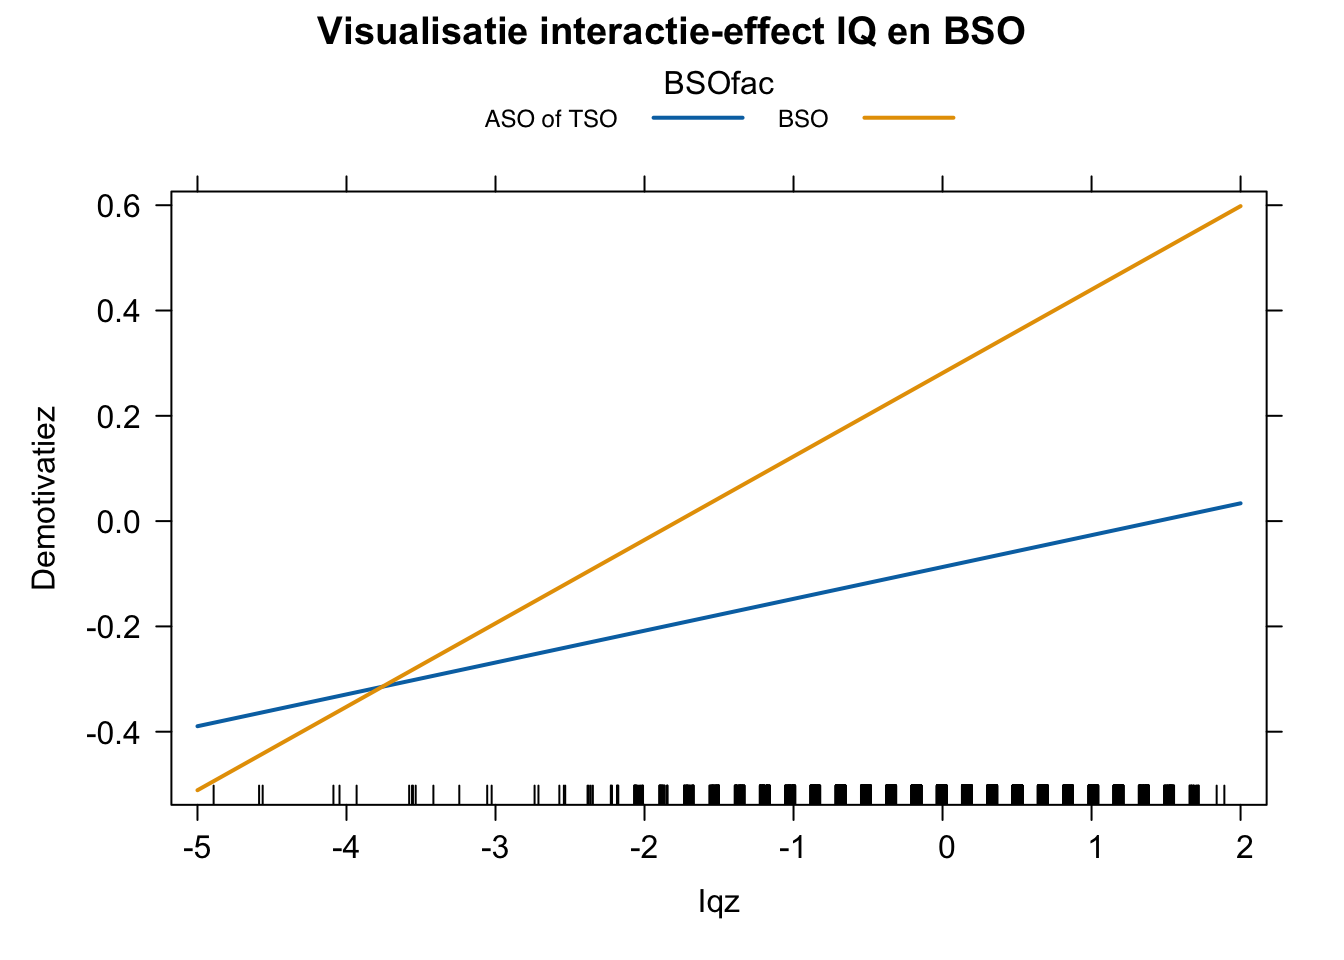 Visualisatie interactie-effect IQ en BSO
BSOfac
ASO of TSO BSO
0.6
0.4
0.2
0.0
-0.2
-0.4
Demotivatiez
-5 -4 -3 -2 -1 0 1 2
Iqz